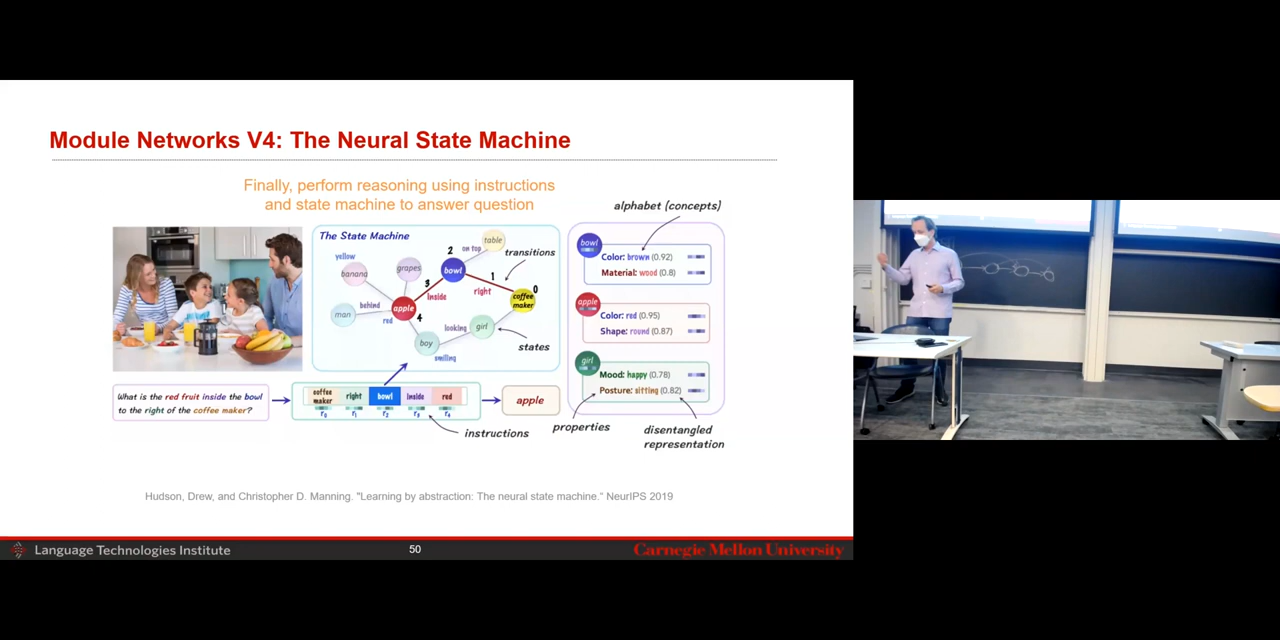 Module Networks V4: The Neural State Machine
Finally, perform reasoning using instructions
and state machine to answer question
alphabet (concepts)
The State Machine
table
2
on top
transitions
yellow
banana
grapes
bowl
3
inside
1
right
0
coffee
maker
behind
man
apple
4
red
looking
girl
boy
smiling
states
bowl
Color: brown (0.92)
Material: wood (0.8)
apple
Color: red (0.95)
Shape: round (0.87)
girl
Mood: happy (0.78)
Posture: sitting (0.82)
What is the red fruit inside the bowl
to the right of the coffee maker?
coffee
maker
right
bowl
inside
red
r0
r1
r2
r3
r4
apple
instructions
properties
disentangled
representation
Hudson, Drew, and Christopher D. Manning. "Learning by abstraction: The neural state machine." NeurIPS 2019
Language Technologies Institute
50
Carnegie Mellon University